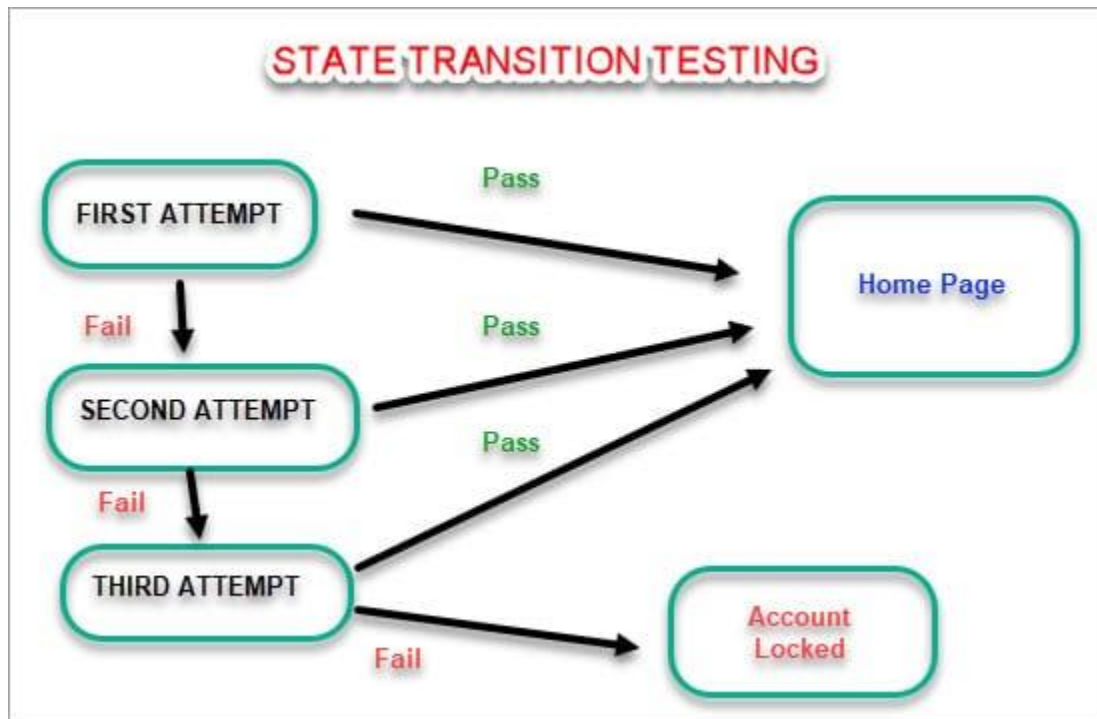 STATE TRANSITION TESTING
FIRST ATTEMPT
Pass
Home Page
Fail
Pass
SECOND ATTEMPT
Pass
Fail
THIRD ATTEMPT
Account
Locked
Fail